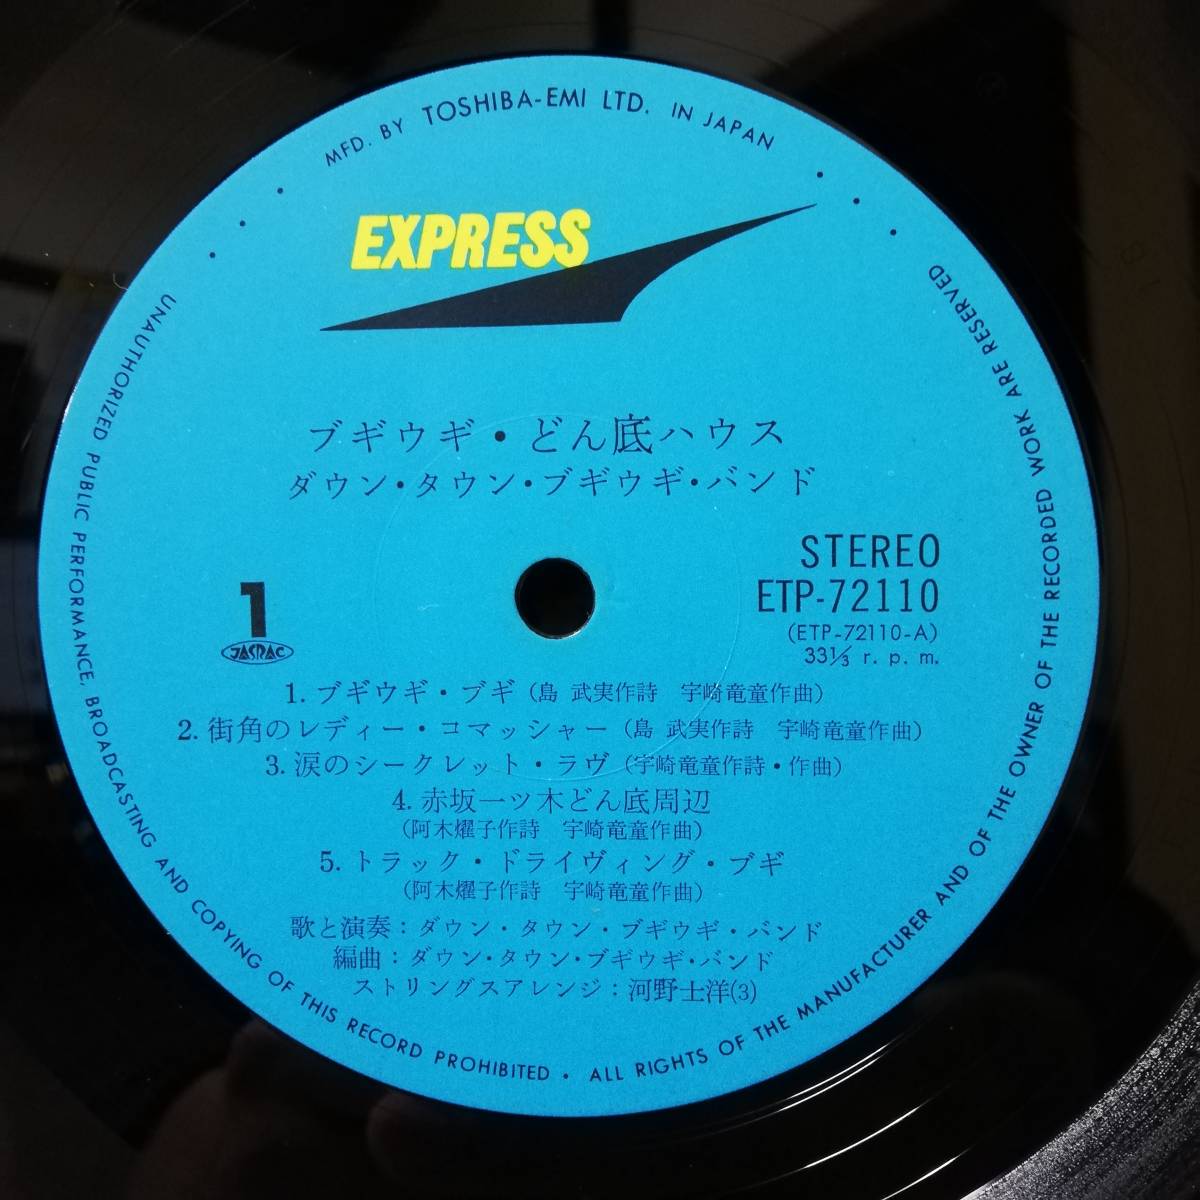 MFD. BY TOSHIBA-EMI LTD. IN JAPAN
EXPRESS
ブギウギ・どん底ハウス
ダウン・タウン・ブギウギ・バンド
STEREO
ETP-72110
(ETP-72110-A)
33⅓ r. p. m.
1
JASRAC
1. ブギウギ・ブギ (島 武実作詩 宇崎竜童作曲)
2. 街角のレディー・コマッシャー (島 武実作詩 宇崎竜童作曲)
3. 涙のシークレット・ラヴ (宇崎竜童作詩・作曲)
4. 赤坂一ツ木どん底周辺
(阿木燿子作詩 宇崎竜童作曲)
5. トラック・ドライヴィング・ブギ
(阿木燿子作詩 宇崎竜童作曲)
歌と演奏：ダウン・タウン・ブギウギ・バンド
編曲：ダウン・タウン・ブギウギ・バンド
ストリングスアレンジ：河野士洋(3)
UNAUTHORIZED PUBLIC PERFORMANCE, BROADCASTING AND COPYING OF THIS RECORD PROHIBITED • ALL RIGHTS OF THE MANUFACTURER AND OF THE OWNER OF THE RECORDED WORK ARE RESERVED